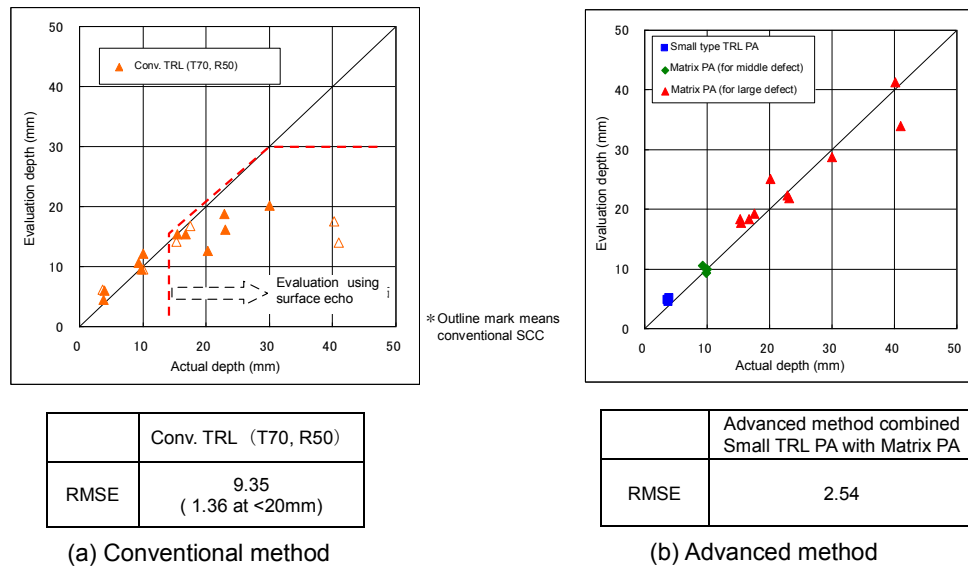 50
40
30
20
10
0
Evaluation depth (mm)
Conv. TRL (T70, R50)
Evaluation using
surface echo
0 10 20 30 40 50
Actual depth (mm)
*Outline mark means
conventional SCC
Conv. TRL (T70, R50)
RMSE
9.35
( 1.36 at <20mm)
(a) Conventional method
50
40
30
20
10
0
Evaluation depth (mm)
Small type TRL PA
Matrix PA (for middle defect)
Matrix PA (for large defect)
0 10 20 30 40 50
Actual depth (mm)
Advanced method combined
Small TRL PA with Matrix PA
RMSE
2.54
(b) Advanced method